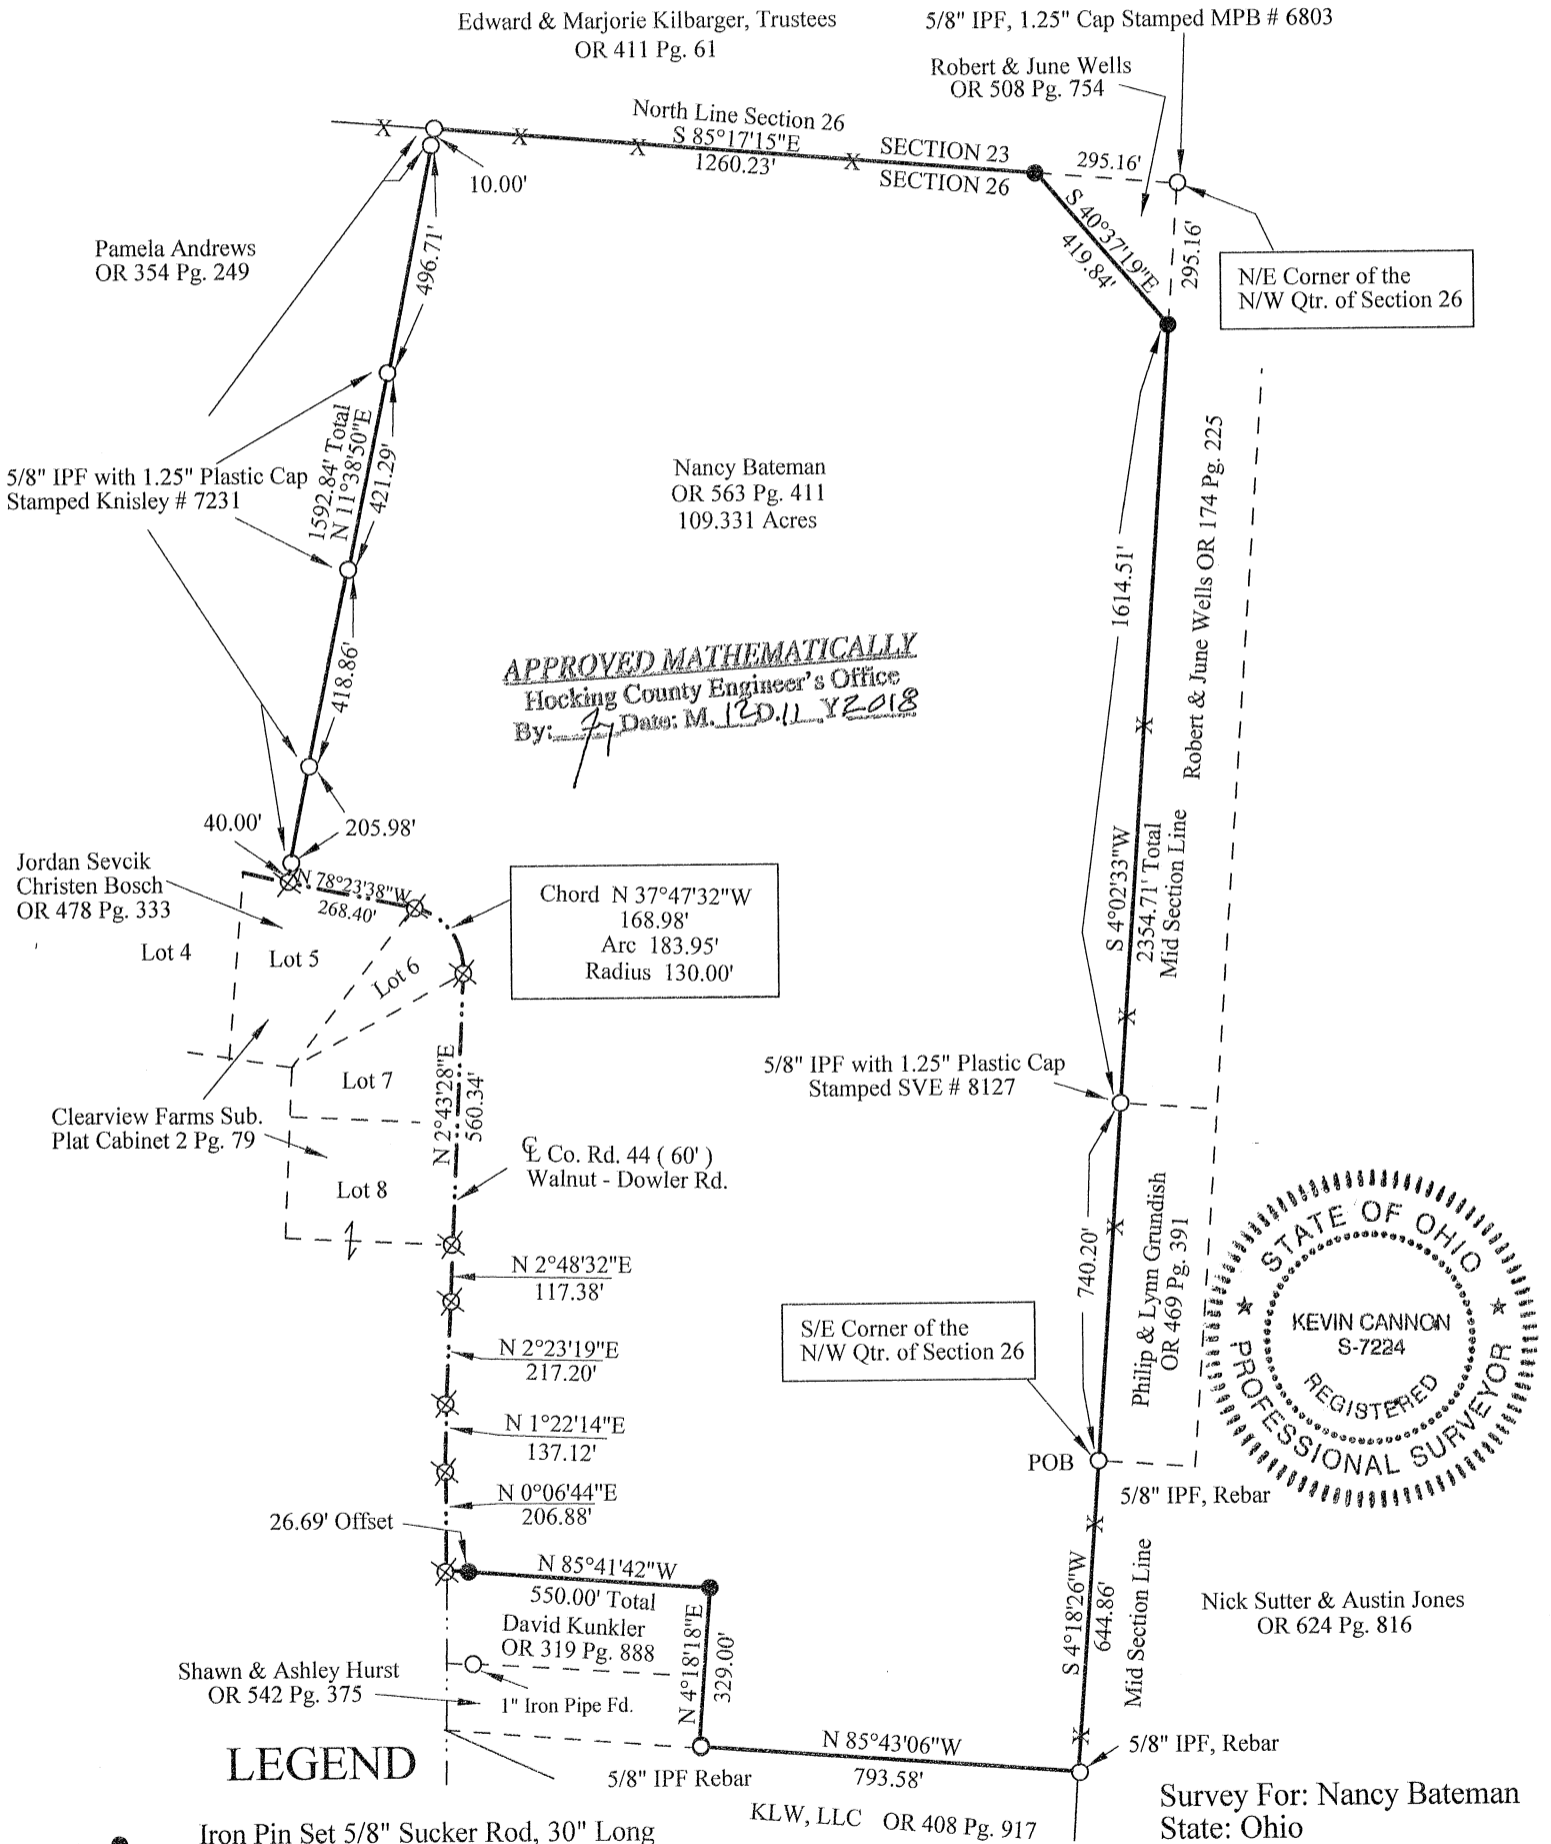 Edward & Marjorie Kilbarger, Trustees
OR 411 Pg. 61
5/8" IPF, 1.25" Cap Stamped MPB # 6803
Robert & June Wells
OR 508 Pg. 754
North Line Section 26
S 85°17'15"E
1260.23'
SECTION 23
SECTION 26
295.16'
10.00'
S 40°37'19"E
419.84'
295.16'
N/E Corner of the
N/W Qtr. of Section 26
Pamela Andrews
OR 354 Pg. 249
496.71'
1592.84' Total
N 11°38'50"E
421.29'
5/8" IPF with 1.25" Plastic Cap
Stamped Knisley # 7231
Nancy Bateman
OR 563 Pg. 411
109.331 Acres
418.86'
APPROVED MATHEMATICALLY
Hocking County Engineer's Office
By: Date: M. 12 D. 11 Y 2018
1614.51'
Robert & June Wells OR 174 Pg. 225
S 4°02'33"W
2354.71' Total
Mid Section Line
40.00'
205.98'
Jordan Sevcik
Christen Bosch
OR 478 Pg. 333
N 78°23'38"W
268.40'
Chord N 37°47'32"W
168.98'
Arc 183.95'
Radius 130.00'
Lot 4
Lot 5
Lot 6
Lot 7
Clearview Farms Sub.
Plat Cabinet 2 Pg. 79
Lot 8
N 2°43'28"E
560.34'
℄ Co. Rd. 44 ( 60' )
Walnut - Dowler Rd.
5/8" IPF with 1.25" Plastic Cap
Stamped SVE # 8127
N 2°48'32"E
117.38'
N 2°23'19"E
217.20'
N 1°22'14"E
137.12'
N 0°06'44"E
206.88'
26.69' Offset
740.20'
Philip & Lynn Grundish
OR 469 Pg. 391
S/E Corner of the
N/W Qtr. of Section 26
STATE OF OHIO
KEVIN CANNON
S-7224
REGISTERED
PROFESSIONAL SURVEYOR
POB
5/8" IPF, Rebar
N 85°41'42"W
550.00' Total
David Kunkler
OR 319 Pg. 888
N 4°18'18"E
329.00'
Shawn & Ashley Hurst
OR 542 Pg. 375
1" Iron Pipe Fd.
S 4°18'26"W
644.86'
Mid Section Line
Nick Sutter & Austin Jones
OR 624 Pg. 816
LEGEND
5/8" IPF Rebar
N 85°43'06"W
793.58'
5/8" IPF, Rebar
KLW, LLC OR 408 Pg. 917
Survey For: Nancy Bateman
State: Ohio
Iron Pin Set 5/8" Sucker Rod, 30" Long